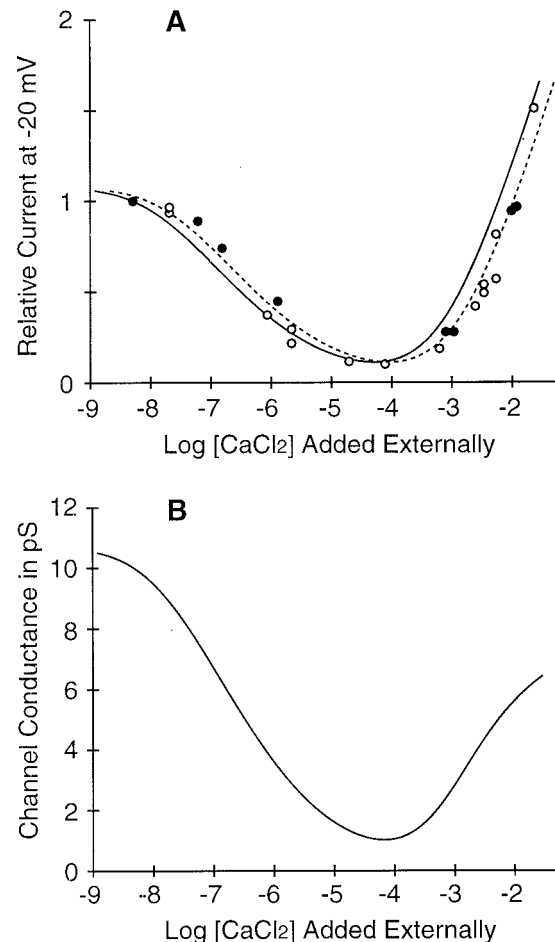 A
2
1
0
Relative Current at -20 mV
-9 -8 -7 -6 -5 -4 -3 -2
Log [CaCl2] Added Externally
B
12
10
8
6
4
2
0
Channel Conductance in pS
-9 -8 -7 -6 -5 -4 -3 -2
Log [CaCl2] Added Externally